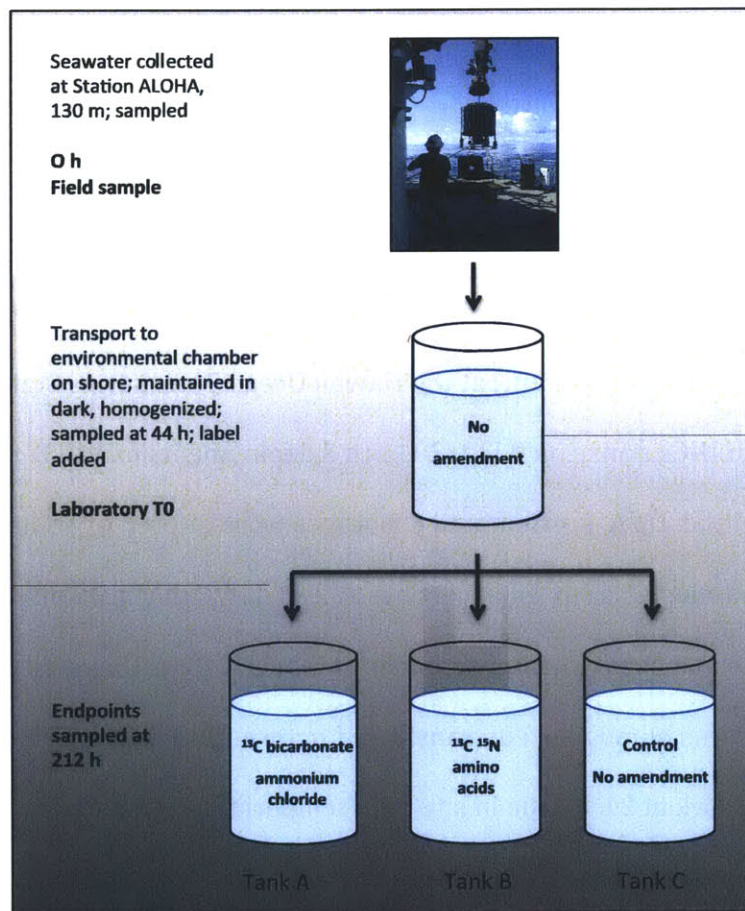 Seawater collected
at Station ALOHA,
130 m; sampled
O h
Field sample
Transport to
environmental chamber
on shore; maintained in
dark, homogenized;
sampled at 44 h; label
added
Laboratory T0
No
amendment
Endpoints
sampled at
212 h
¹³C bicarbonate
ammonium
chloride
¹³C ¹⁵N
amino
acids
Control
No amendment
Tank A
Tank B
Tank C